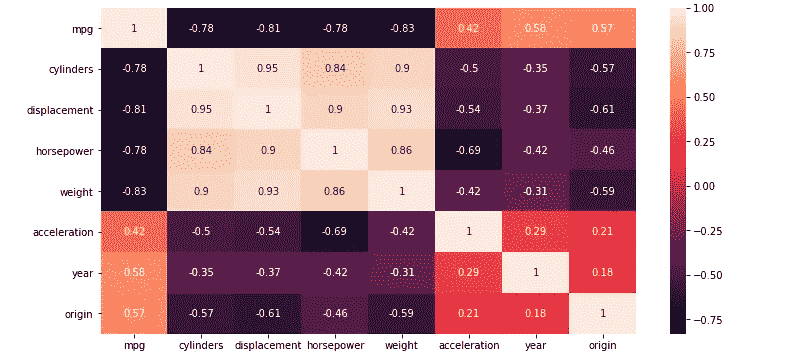 mpg 1 -0.78 -0.81 -0.78 -0.83 0.42 0.58 0.57
cylinders -0.78 1 0.95 0.84 0.9 -0.5 -0.35 -0.57
displacement -0.81 0.95 1 0.9 0.93 -0.54 -0.37 -0.61
horsepower -0.78 0.84 0.9 1 0.86 -0.69 -0.42 -0.46
weight -0.83 0.9 0.93 0.86 1 -0.42 -0.31 -0.59
acceleration 0.42 -0.5 -0.54 -0.69 -0.42 1 0.29 0.21
year 0.58 -0.35 -0.37 -0.42 -0.31 0.29 1 0.18
origin 0.57 -0.57 -0.61 -0.46 -0.59 0.21 0.18 1
mpg cylinders displacement horsepower weight acceleration year origin
1.00
0.75
0.50
0.25
0.00
−0.25
−0.50
−0.75